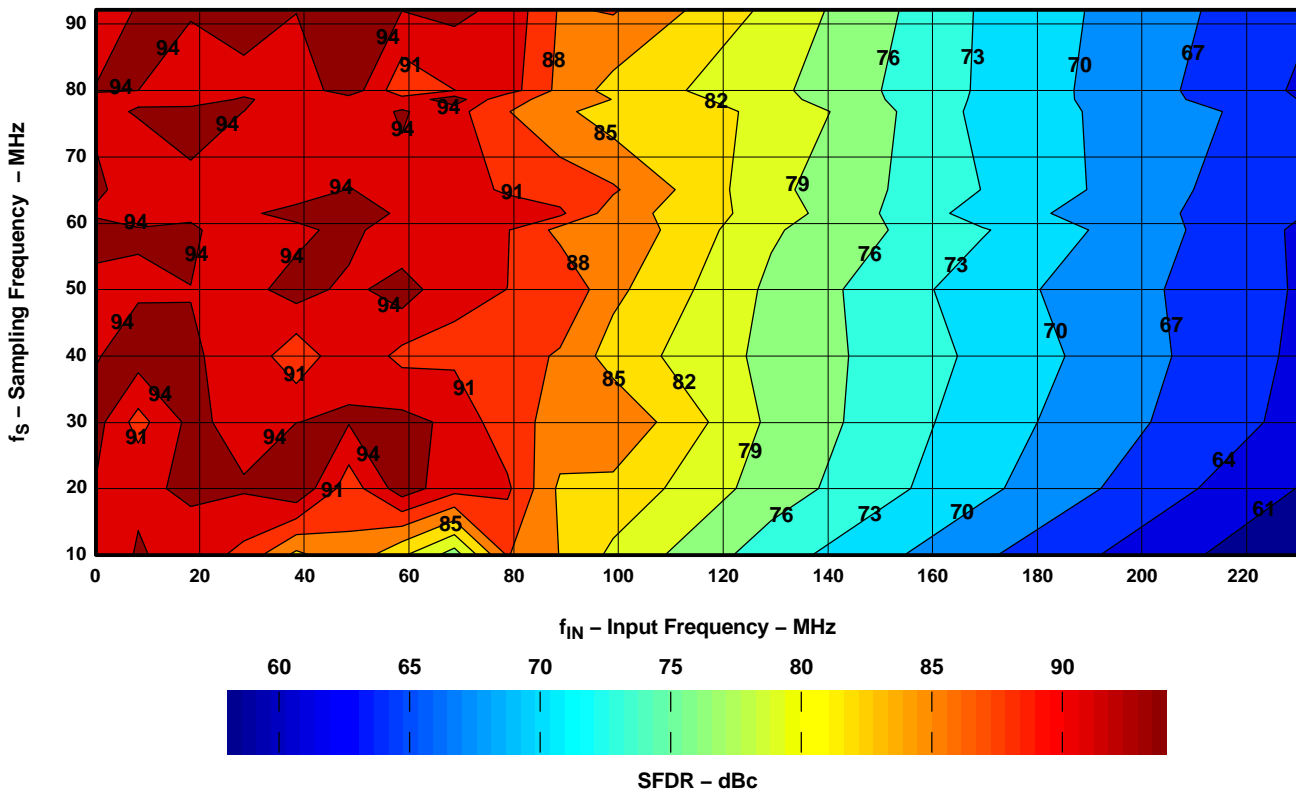 90
80
70
60
50
40
30
20
10
fS – Sampling Frequency – MHz
94 94 88 91 76 73 70 67
94 94 82
94 94 85
94 91 79
94 94 94 88 76 73
94 94 70 67
91 91 85 82
94
91 94 94 79 64
91 85 76 73 70 61
0 20 40 60 80 100 120 140 160 180 200 220
fIN – Input Frequency – MHz
60 65 70 75 80 85 90
SFDR – dBc